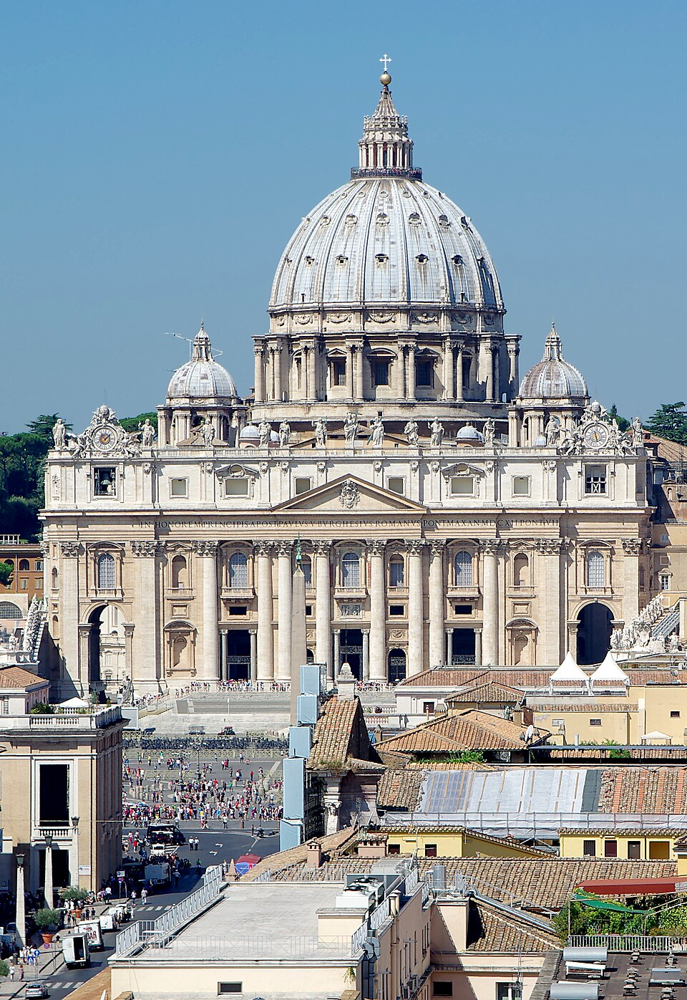 IN HONOREM PRINCIPIS APOST PAVLVS V BVRGHESIVS ROMANVS PONT MAX AN MDCXII PONT VII